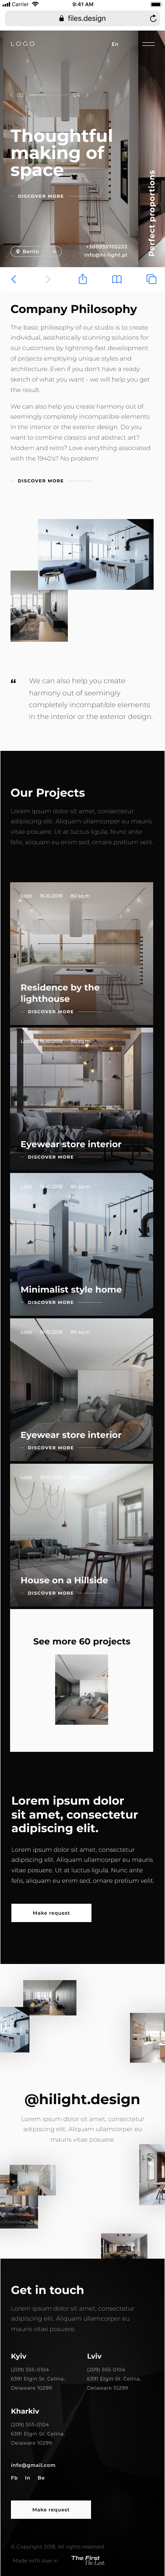 Carrier 9:41 AM
files.design
LOGO En
02 04
Thoughtful
making of
space
DISCOVER MORE
Perfect proportions
Berlin
+380935705222
info@hi-light.pl
Company Philosophy
The basic philosophy of our studio is to create
individual, aesthetically stunning solutions for
our customers by lightning-fast development
of projects employing unique styles and
architecture. Even if you don't have a ready
sketch of what you want - we will help you get
the result.
We can also help you create harmony out of
seemingly completely incompatible elements
in the interior or the exterior design. Do you
want to combine classics and abstract art?
Modern and retro? Love everything associated
with the 1940's? No problem!
DISCOVER MORE
“
We can also help you create
harmony out of seemingly
completely incompatible elements
in the interior or the exterior design.
Our Projects
Lorem ipsum dolor sit amet, consectetur
adipiscing elit. Aliquam ullamcorper eu mauris
vitae posuere. Ut at luctus ligula. Nunc ante
felis, aliquam eu enim sed, ornare pretium velit.
Lodz 16.10.2018 80 sq.m
Residence by the
lighthouse
DISCOVER MORE
Lodz 16.10.2018 80 sq.m
Eyewear store interior
DISCOVER MORE
Lodz 16.10.2018 80 sq.m
Minimalist style home
DISCOVER MORE
Lodz 16.10.2018 80 sq.m
Eyewear store interior
DISCOVER MORE
Lodz 16.10.2018
House on a Hillside
DISCOVER MORE
See more 60 projects
Lorem ipsum dolor
sit amet, consectetur
adipiscing elit.
Lorem ipsum dolor sit amet, consectetur
adipiscing elit. Aliquam ullamcorper eu mauris
vitae posuere. Ut at luctus ligula. Nunc ante
felis, aliquam eu enim sed, ornare pretium velit.
Make request
@hilight.design
Lorem ipsum dolor sit amet, consectetur
adipiscing elit. Aliquam ullamcorper eu
mauris vitae posuere.
Get in touch
Lorem ipsum dolor sit amet, consectetur
adipiscing elit. Aliquam ullamcorper eu
mauris vitae posuere.
Kyiv Lviv
(209) 555-0104 (209) 555-0104
6391 Elgin St. Celina, 6391 Elgin St. Celina,
Delaware 10299 Delaware 10299
Kharkiv
(209) 555-0104
6391 Elgin St. Celina,
Delaware 10299
info@gmail.com
Fb In Be
Make request
© Copyright 2018. All rights reserved
Made with love in The First
The Last.